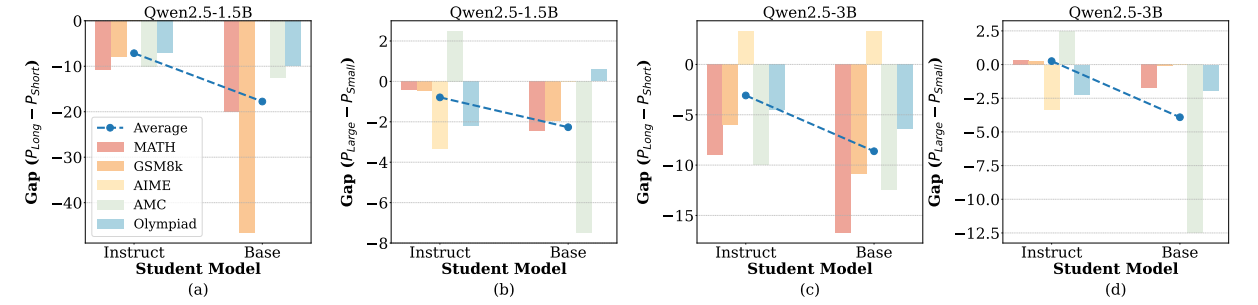 Qwen2.5-1.5B
Gap (P_Long − P_Short)
0
−10
−20
−30
−40
Average
MATH
GSM8k
AIME
AMC
Olympiad
Instruct Base
Student Model
(a)
Qwen2.5-1.5B
Gap (P_Large − P_Small)
2
0
−2
−4
−6
−8
Instruct Base
Student Model
(b)
Qwen2.5-3B
Gap (P_Long − P_Short)
0
−5
−10
−15
Instruct Base
Student Model
(c)
Qwen2.5-3B
Gap (P_Large − P_Small)
2.5
0.0
−2.5
−5.0
−7.5
−10.0
−12.5
Instruct Base
Student Model
(d)